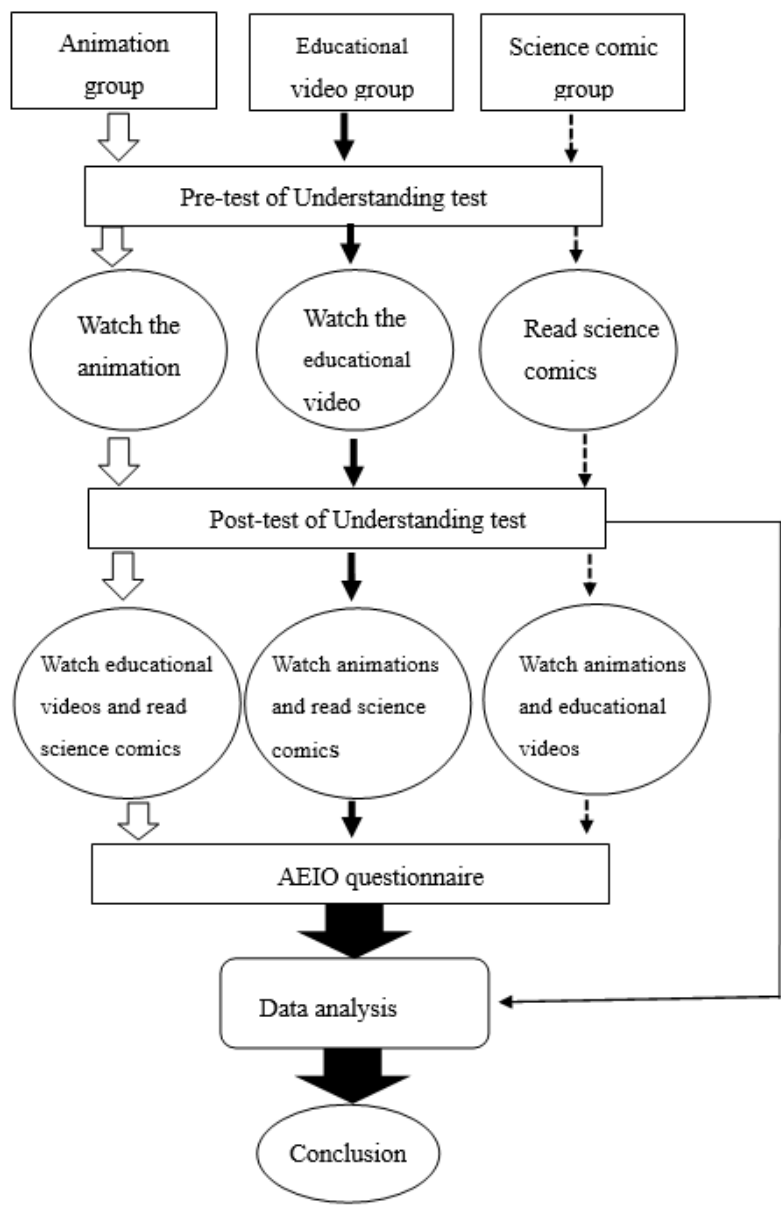 Animation
group
Educational
video group
Science comic
group
Pre-test of Understanding test
Watch the
animation
Watch the
educational
video
Read science
comics
Post-test of Understanding test
Watch educational
videos and read
science comics
Watch animations
and read science
comics
Watch animations
and educational
videos
AEIO questionnaire
Data analysis
Conclusion